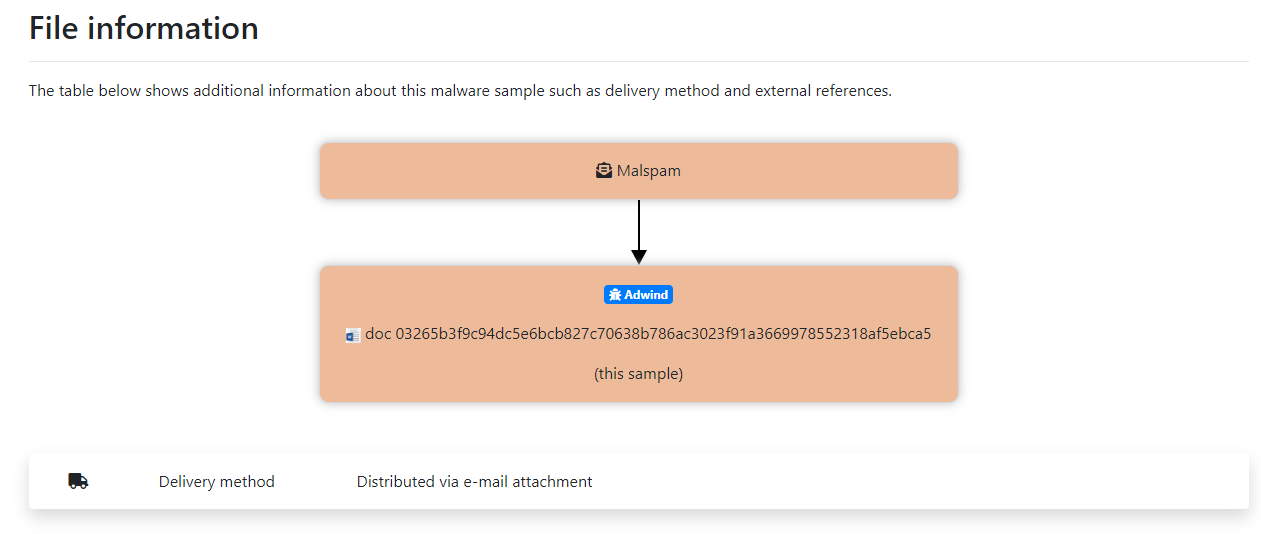 File information
The table below shows additional information about this malware sample such as delivery method and external references.
Malspam
Adwind
doc 03265b3f9c94dc5e6bcb827c70638b786ac3023f91a3669978552318af5ebca5
(this sample)
Delivery method Distributed via e-mail attachment